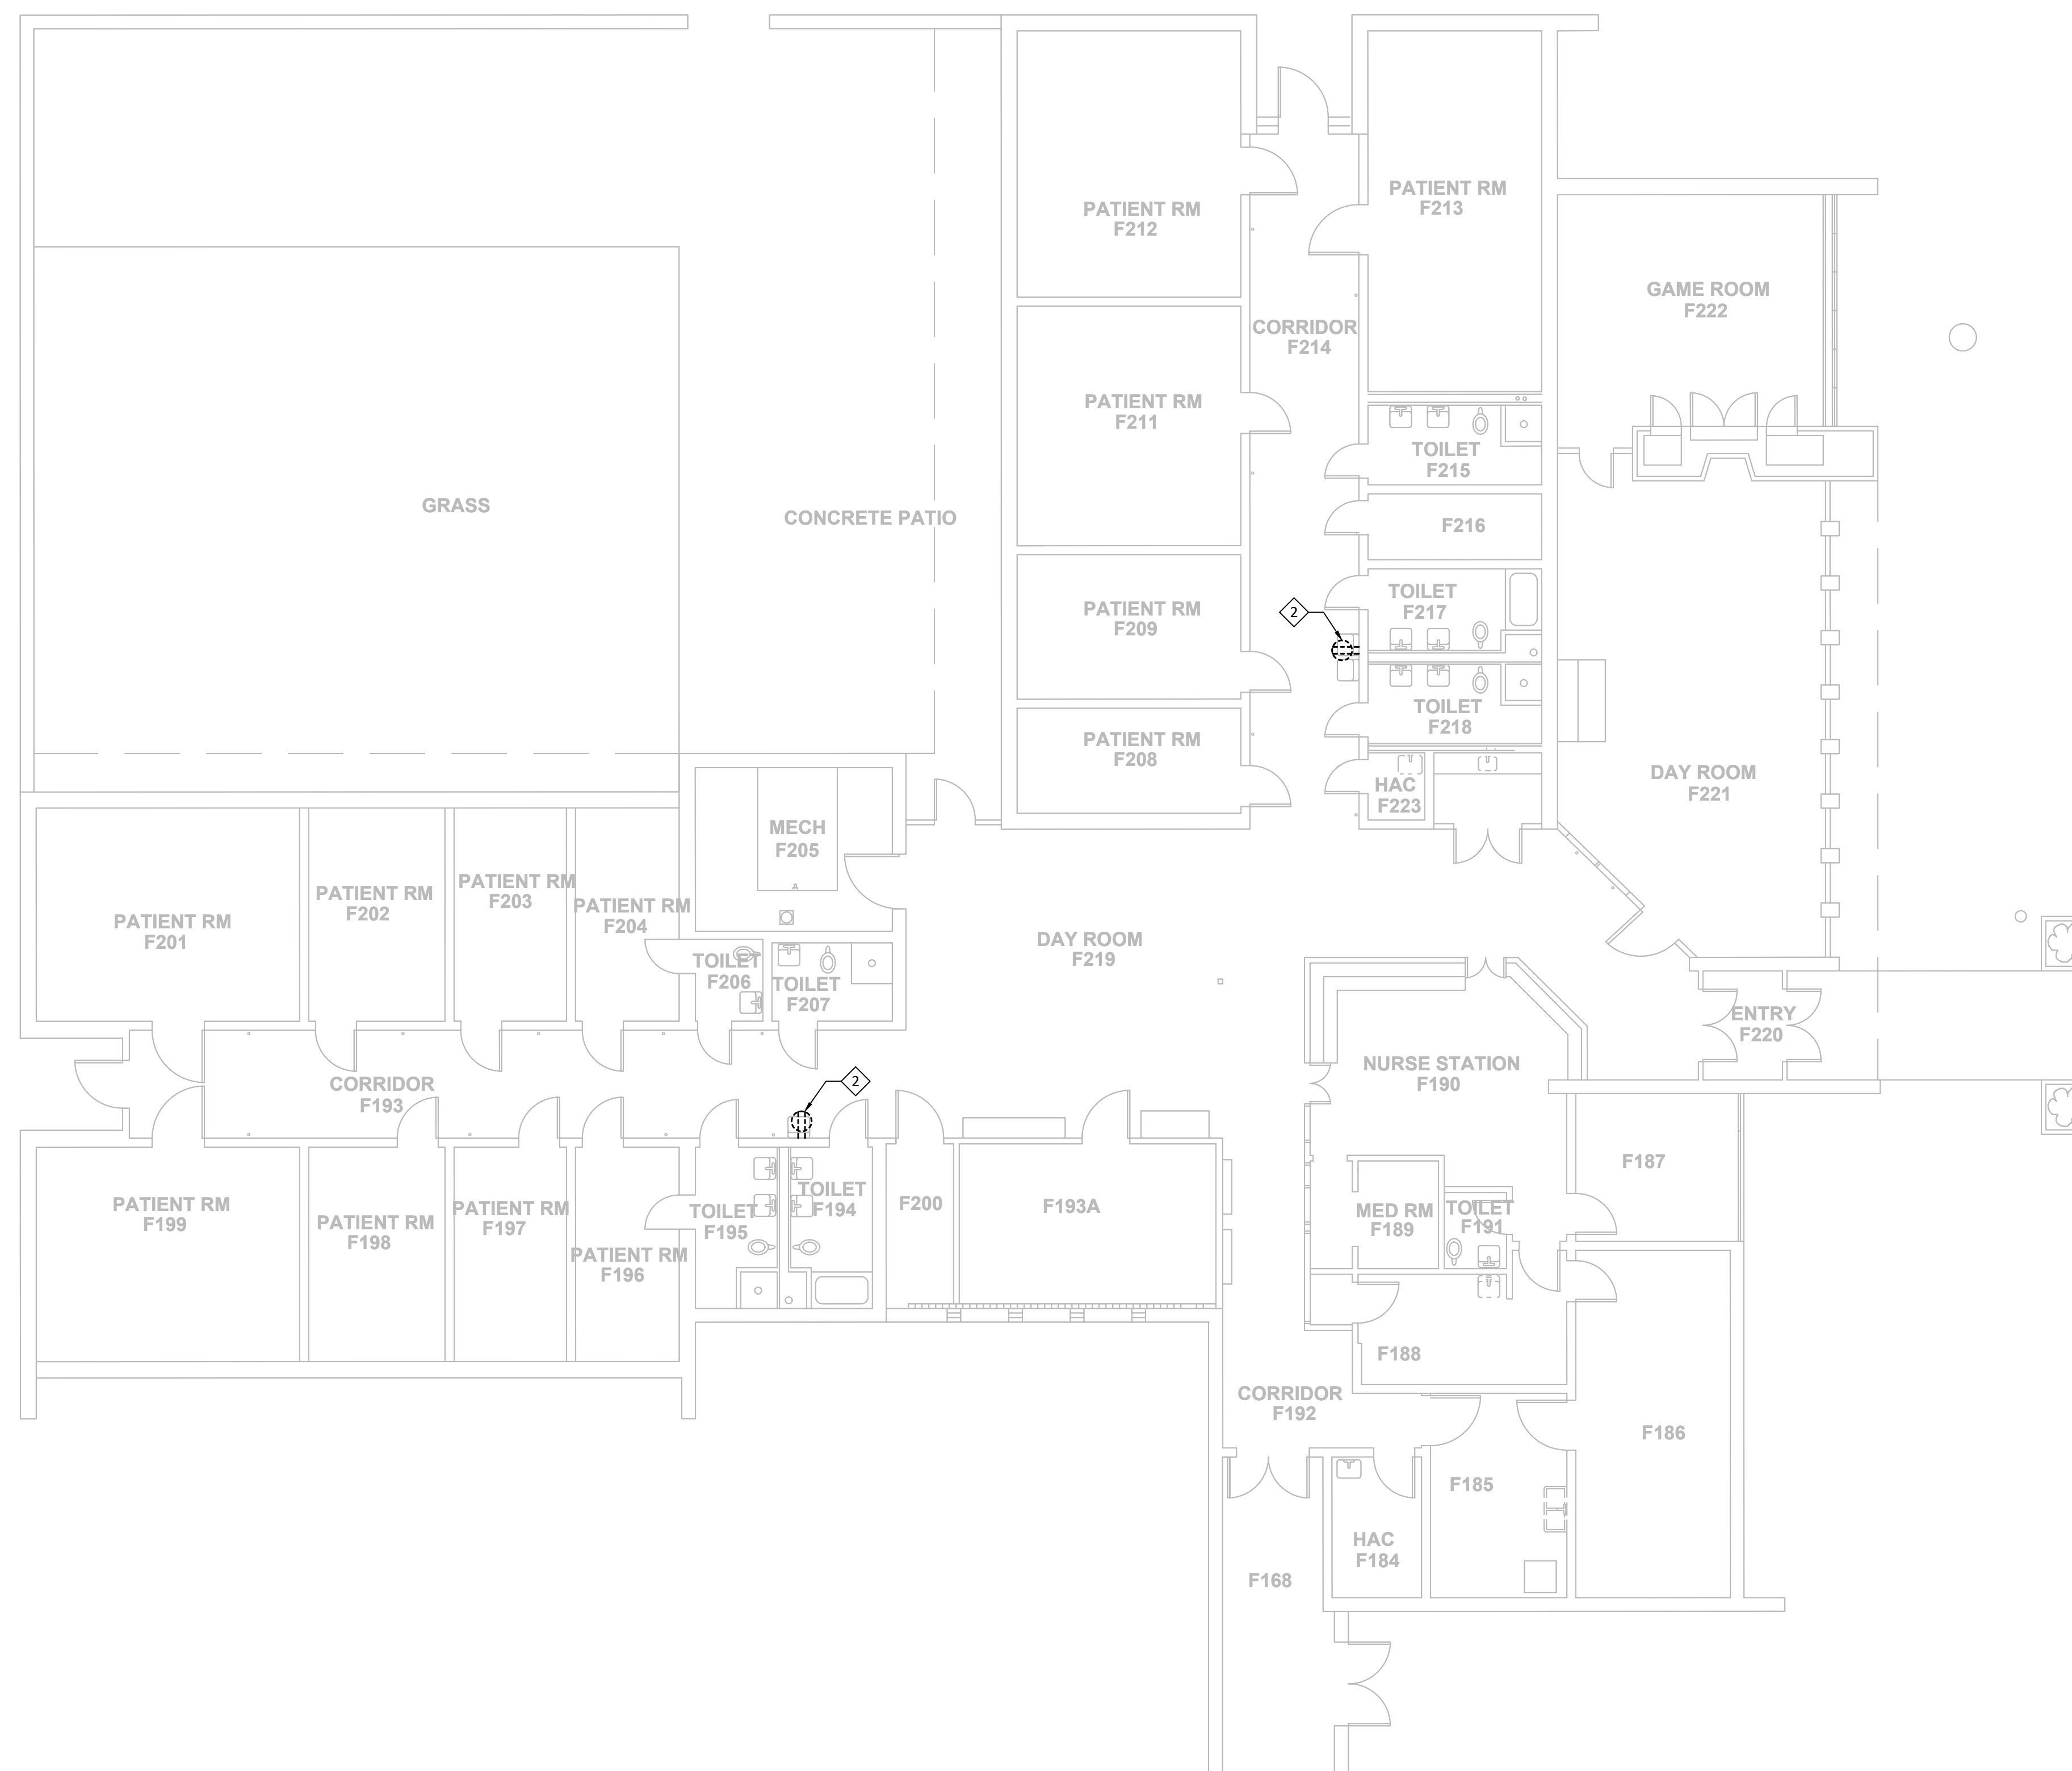 PATIENT RM
F212
PATIENT RM
F213
GAME ROOM
F222
CORRIDOR
F214
PATIENT RM
F211
TOILET
F215
GRASS
CONCRETE PATIO
F216
PATIENT RM
F209
2
TOILET
F217
TOILET
F218
PATIENT RM
F208
HAC
F223
DAY ROOM
F221
MECH
F205
PATIENT RM
F201
PATIENT RM
F202
PATIENT RM
F203
PATIENT RM
F204
TOILET
F206
TOILET
F207
DAY ROOM
F219
ENTRY
F220
CORRIDOR
F193
2
NURSE STATION
F190
F187
PATIENT RM
F199
PATIENT RM
F198
PATIENT RM
F197
PATIENT RM
F196
TOILET
F195
TOILET
F194
F200
F193A
MED RM
F189
TOILET
F191
F188
CORRIDOR
F192
F186
F185
HAC
F184
F168